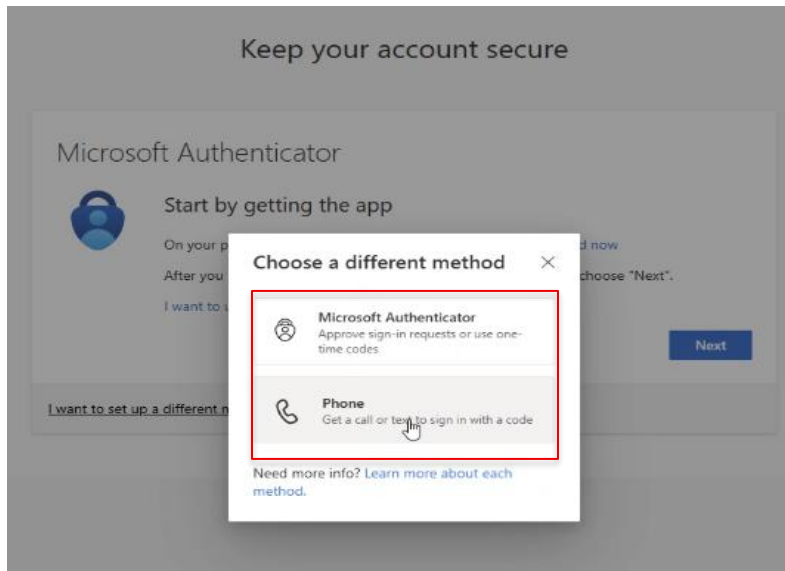 Keep your account secure
Microsoft Authenticator
Start by getting the app
On your p
d now
After you
choose "Next".
I want to u
Choose a different method
Microsoft Authenticator
Approve sign-in requests or use one-
time codes
Phone
Get a call or text to sign in with a code
Need more info? Learn more about each
method.
Next
I want to set up a different m